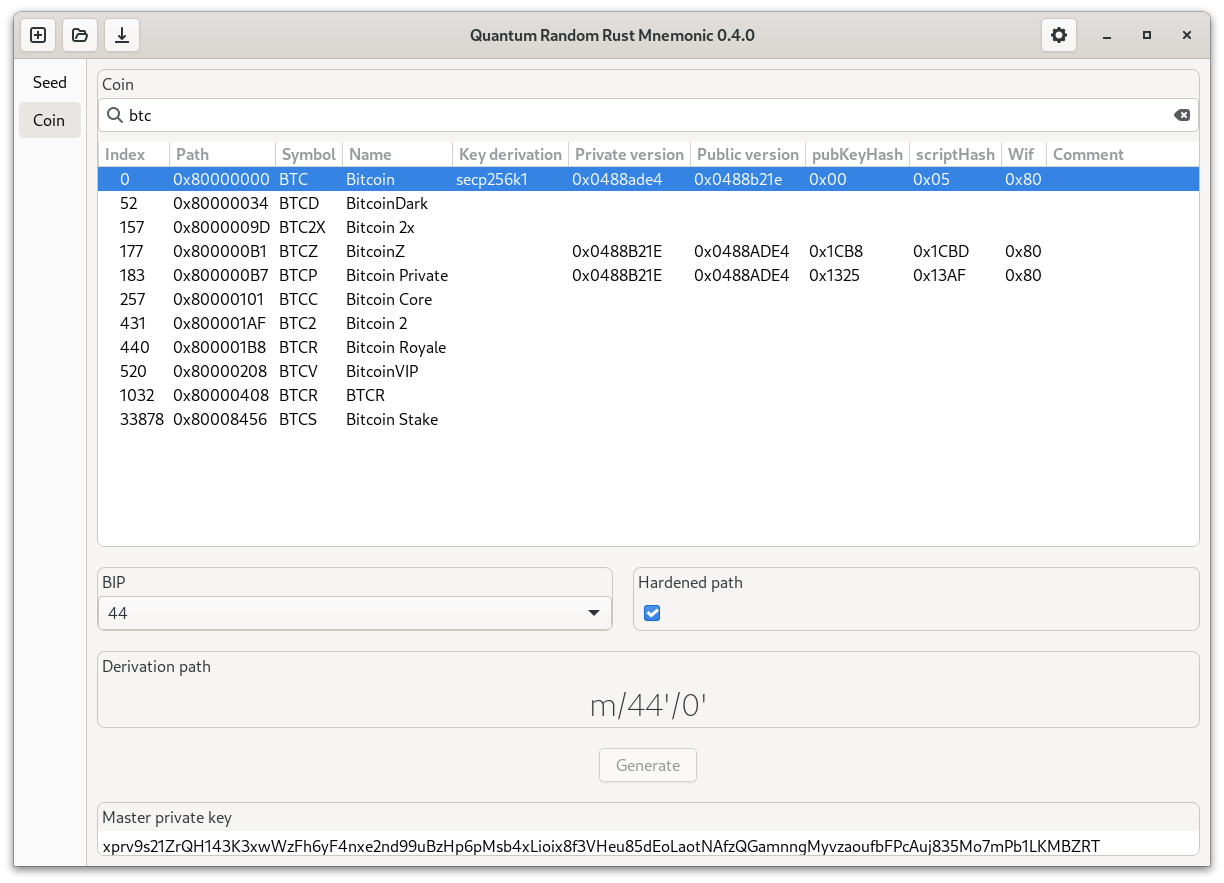 Quantum Random Rust Mnemonic 0.4.0
Seed
Coin
Coin
btc
Index Path Symbol Name Key derivation Private version Public version pubKeyHash scriptHash Wif Comment
0 0x80000000 BTC Bitcoin secp256k1 0x0488ade4 0x0488b21e 0x00 0x05 0x80
52 0x80000034 BTCD BitcoinDark
157 0x8000009D BTC2X Bitcoin 2x
177 0x800000B1 BTCZ BitcoinZ 0x0488B21E 0x0488ADE4 0x1CB8 0x1CBD 0x80
183 0x800000B7 BTCP Bitcoin Private 0x0488B21E 0x0488ADE4 0x1325 0x13AF 0x80
257 0x80000101 BTCC Bitcoin Core
431 0x800001AF BTC2 Bitcoin 2
440 0x800001B8 BTCR Bitcoin Royale
520 0x80000208 BTCV BitcoinVIP
1032 0x80000408 BTCR BTCR
33878 0x80008456 BTCS Bitcoin Stake
BIP
44
Hardened path
Derivation path
m/44'/0'
Generate
Master private key
xprv9s21ZrQH143K3xwWzFh6yF4nxe2nd99uBzHp6pMsb4xLioix8f3VHeu85dEoLaotNAfzQGamnngMyvzaoufbFPcAuj835Mo7mPb1LKMBZRT